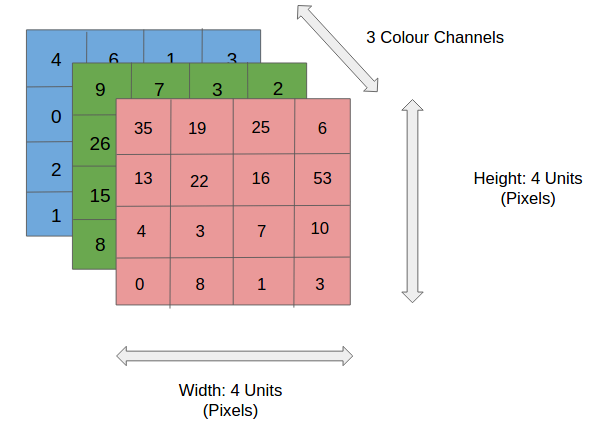 3 Colour Channels
4 6 1 3
9 7 3 2
0
35 19 25 6
26
2
13 22 16 53
15
1
4 3 7 10
8
0 8 1 3
Height: 4 Units
(Pixels)
Width: 4 Units
(Pixels)